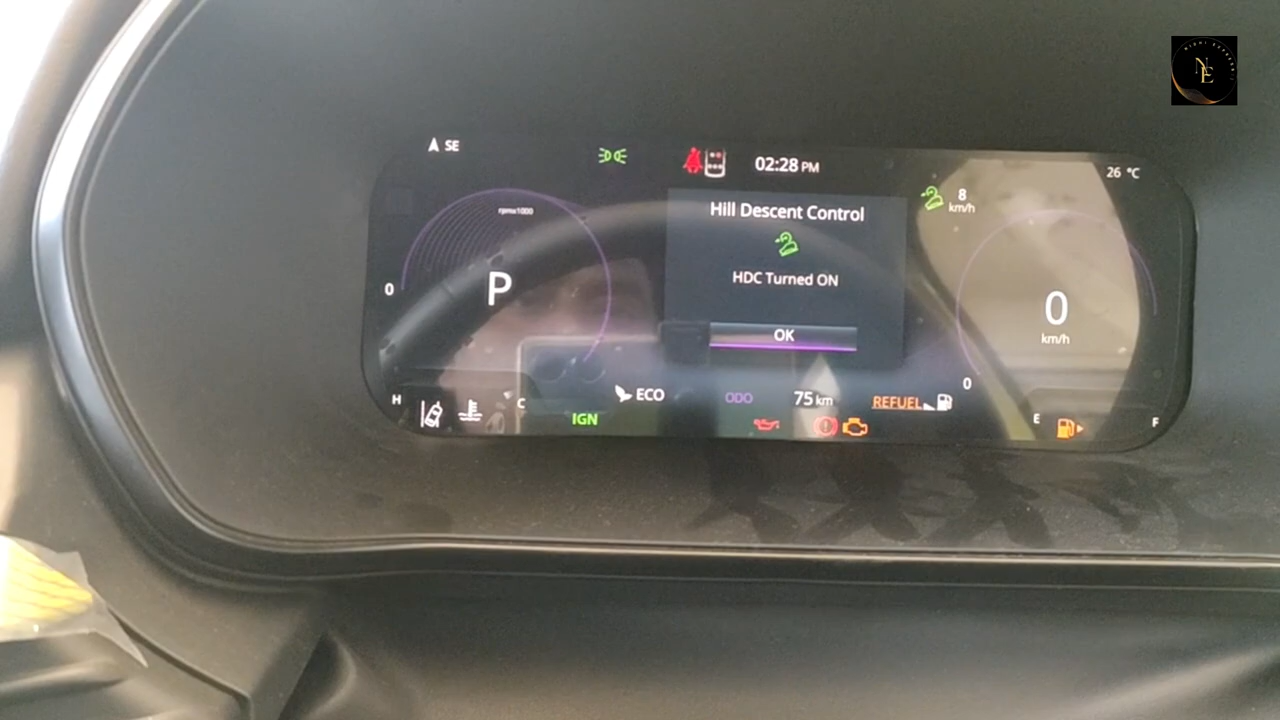 SE
02:28 PM
26 °C
rpmx1000
Hill Descent Control
8
km/h
HDC Turned ON
0
P
0
km/h
OK
0
H
C
ECO
ODO
75 km
REFUEL
IGN
E
F
NE